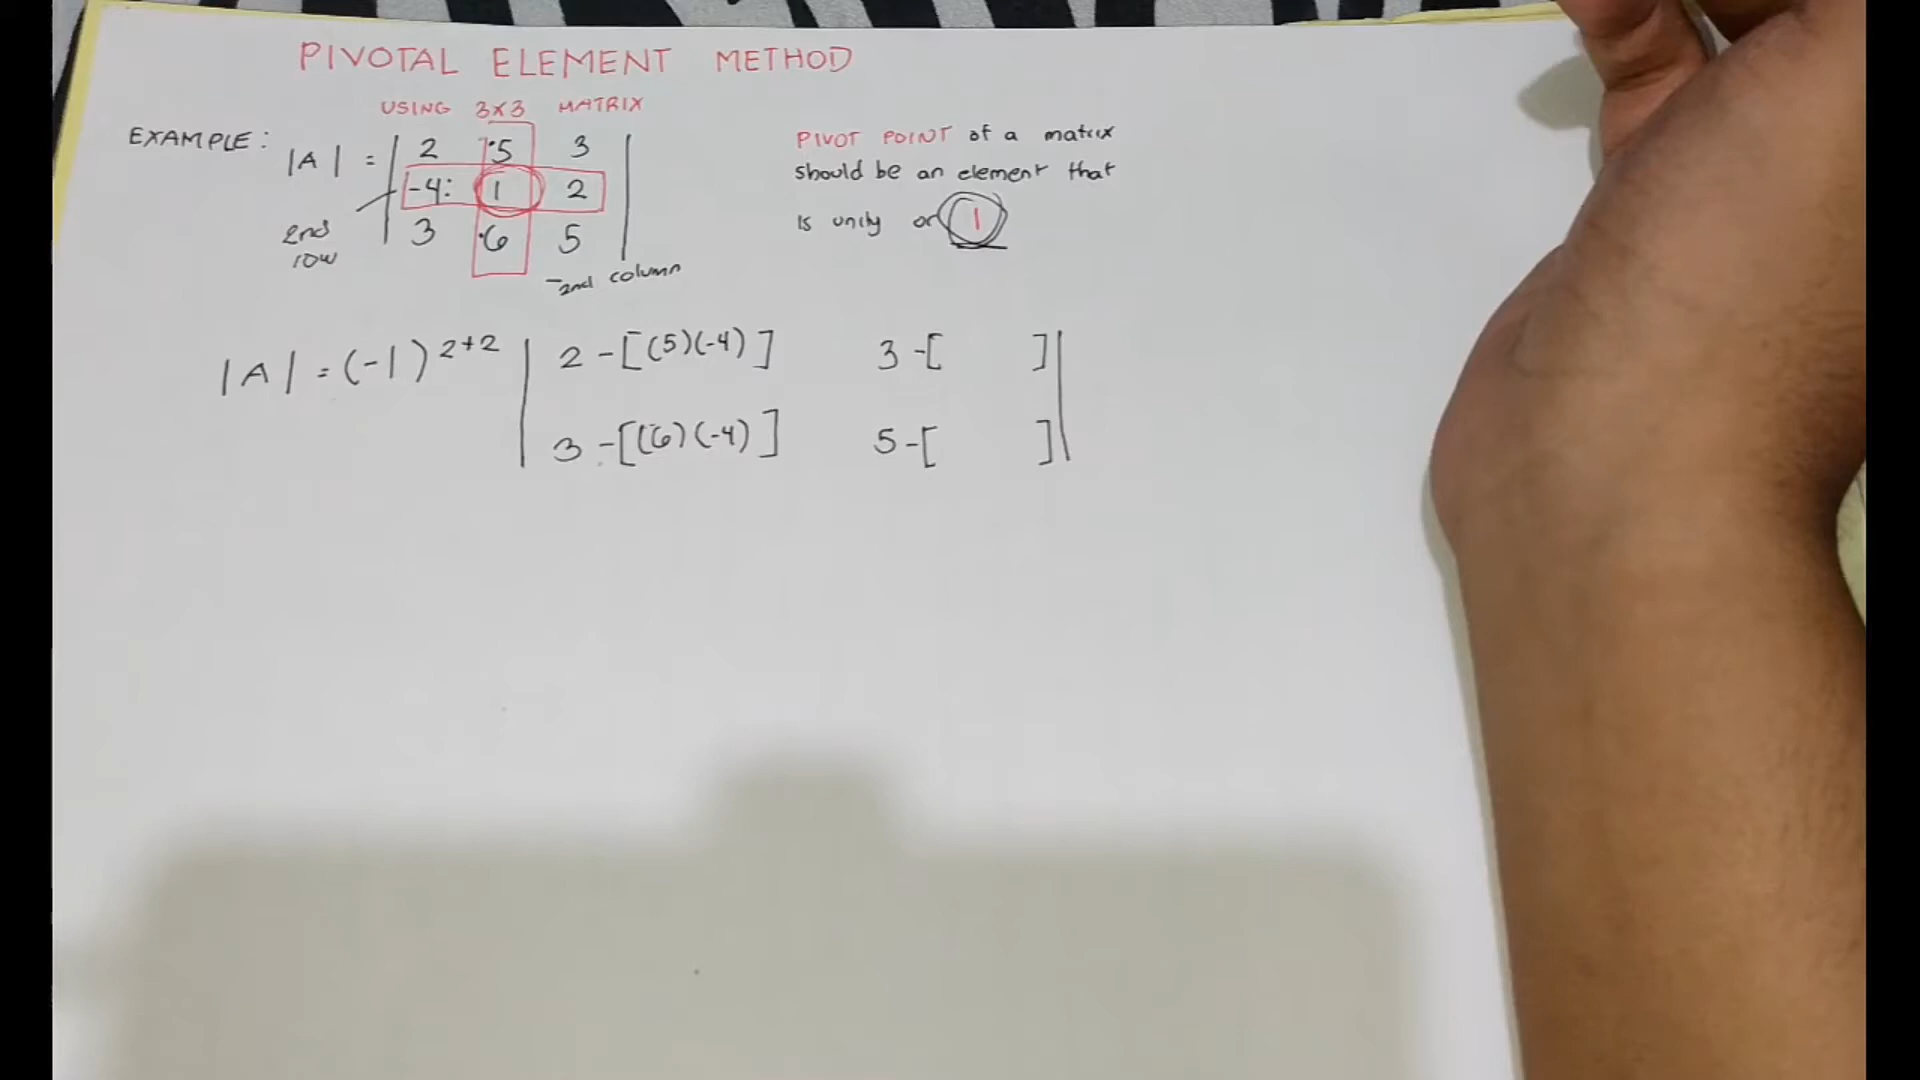 PIVOTAL ELEMENT METHOD
USING 3X3 MATRIX
EXAMPLE: |A| = | 2 5 3 |
-4 1 2
3 6 5
2nd row
2nd column
PIVOT POINT of a matrix
should be an element that
is unity or 1
|A| = (-1)^2+2 | 2 -[(5)(-4)] 3 -[ ] |
3 -[(6)(-4)] 5 -[ ]